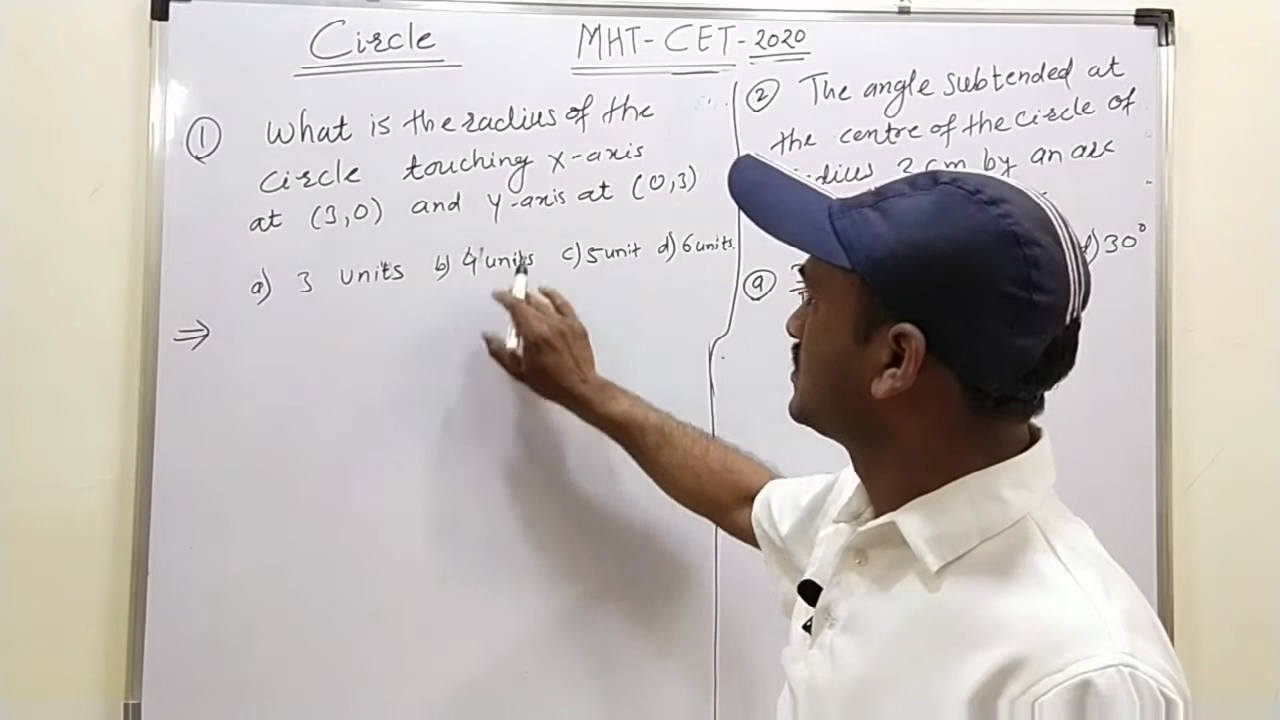 Circle
MHT-CET-2020
① What is the radius of the
circle touching x-axis
at (3,0) and y-axis at (0,3)
a) 3 units b) 4 units c) 5 unit d) 6 units.
⇒
② The angle subtended at
the centre of the circle of
cm by an arc
30°
ⓐ